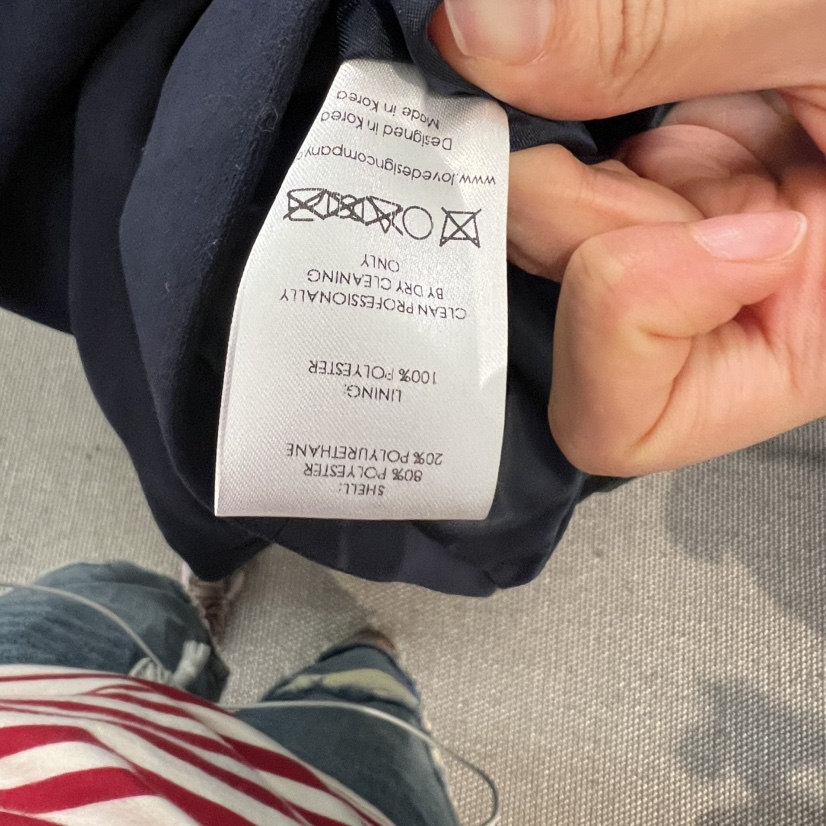 SHELL:
80% POLYESTER
20% POLYURETHANE
LINING:
100% POLYESTER
CLEAN PROFESSIONALLY
BY DRY CLEANING
ONLY
www.lovedesigncompany
Designed in Korea
Made in Korea